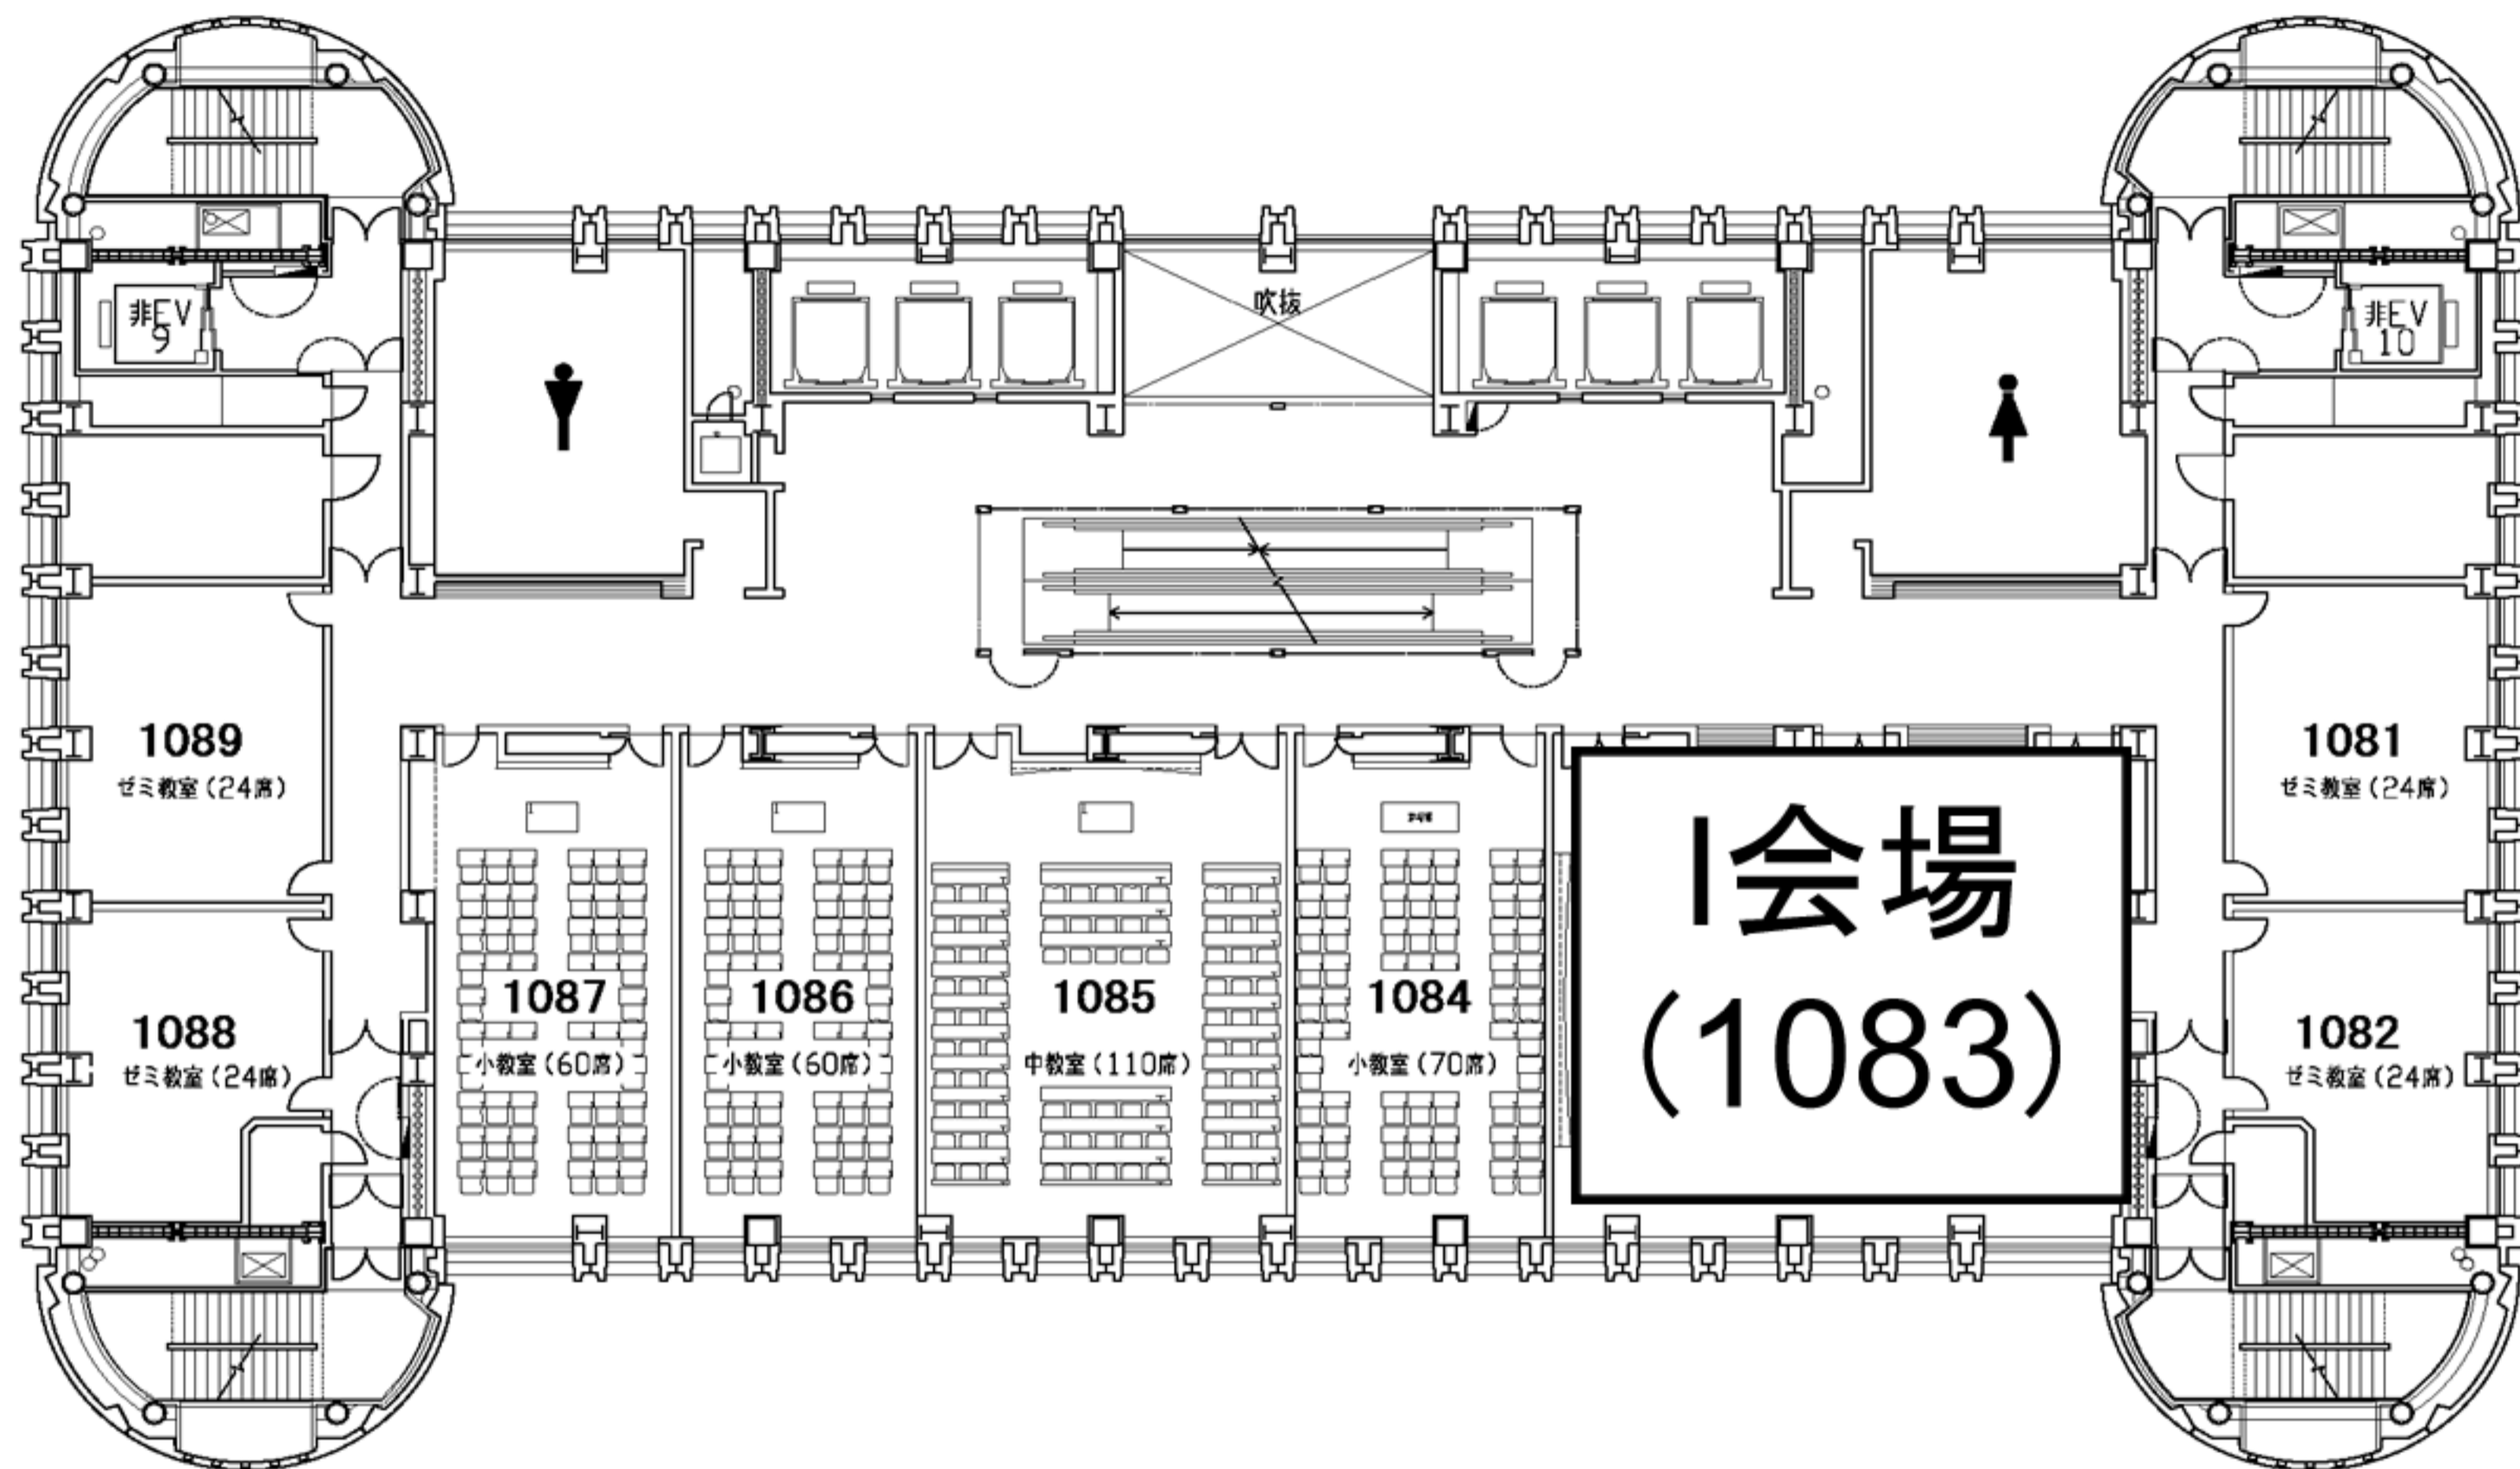 吹抜
非EV
9
非EV
10
1089
ゼミ教室(24席)
1081
ゼミ教室(24席)
I会場
(1083)
1087
小教室(60席)
1086
小教室(60席)
1085
中教室(110席)
1084
小教室(70席)
1088
ゼミ教室(24席)
1082
ゼミ教室(24席)